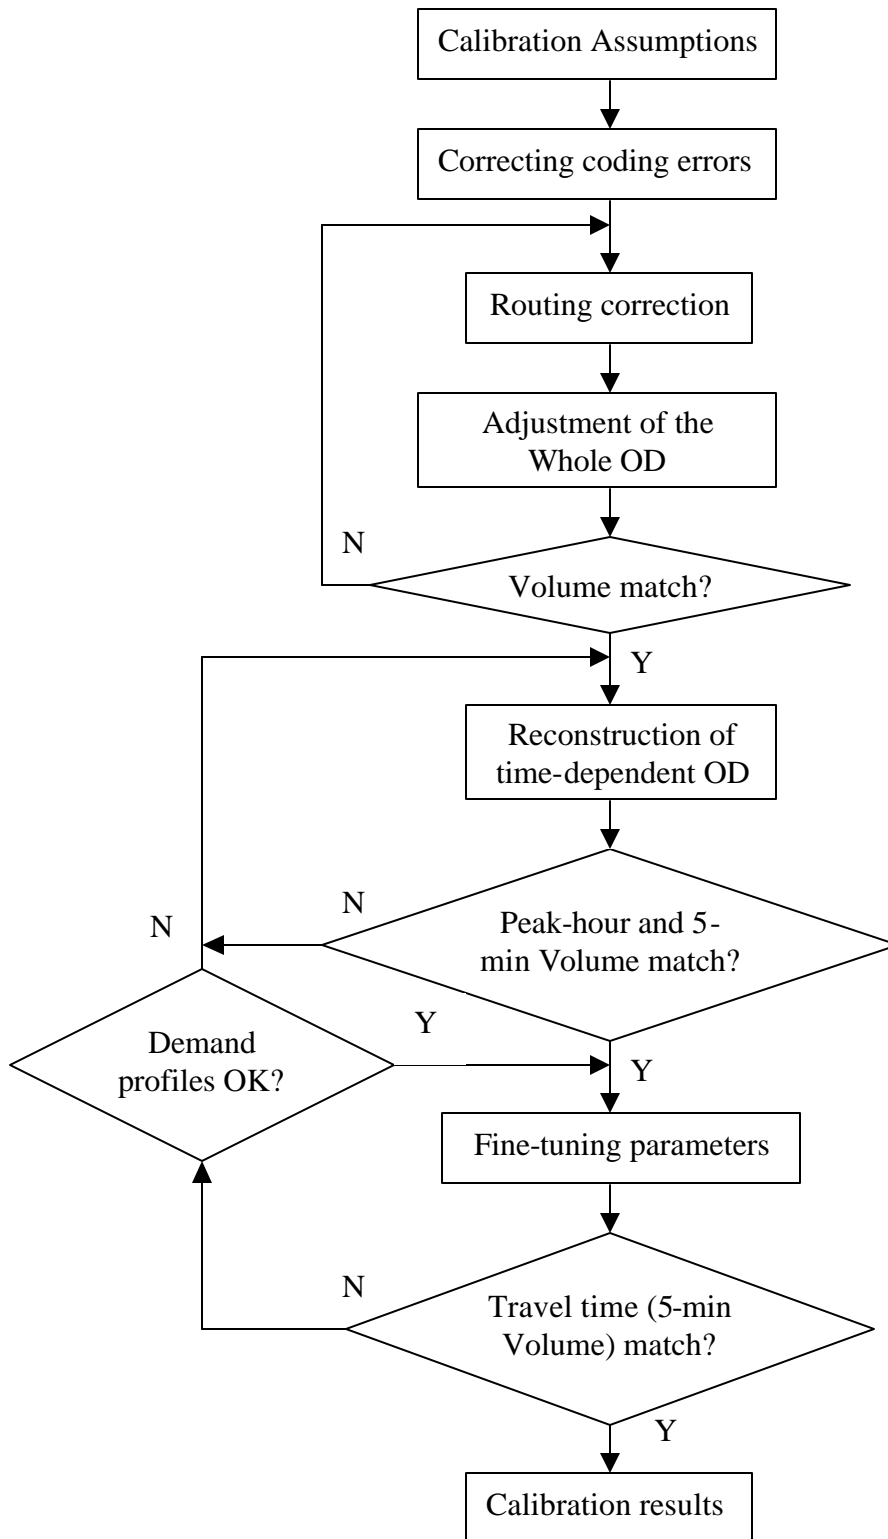 Calibration Assumptions
Correcting coding errors
Routing correction
Adjustment of the
Whole OD
N
Volume match?
Y
Reconstruction of
time-dependent OD
N
N
Peak-hour and 5-
min Volume match?
Y
Demand
profiles OK?
Y
Fine-tuning parameters
N
Travel time (5-min
Volume) match?
Y
Calibration results